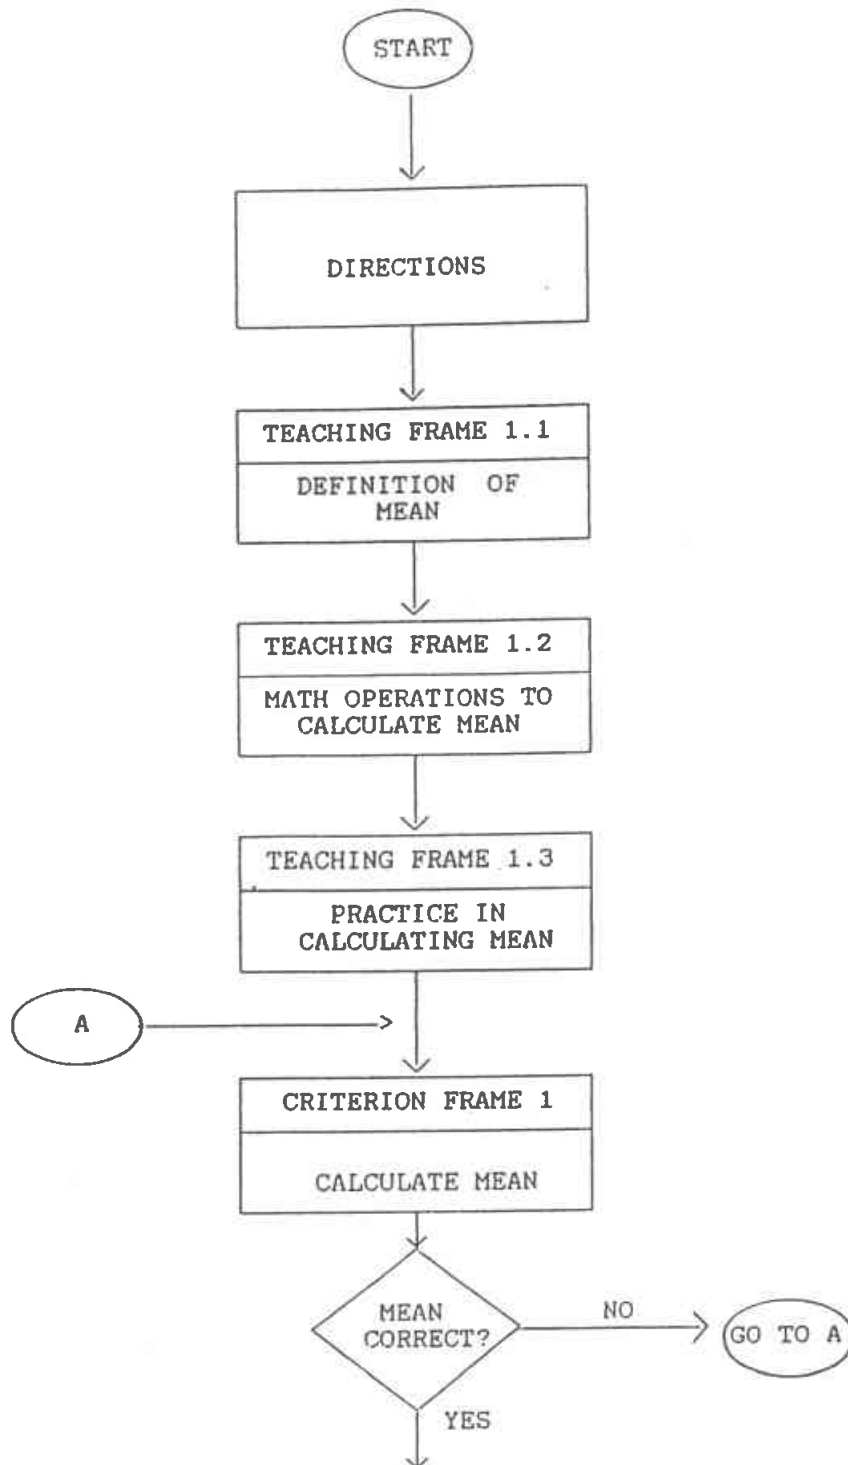 START
DIRECTIONS
TEACHING FRAME 1.1
DEFINITION OF
MEAN
TEACHING FRAME 1.2
MATH OPERATIONS TO
CALCULATE MEAN
TEACHING FRAME 1.3
PRACTICE IN
CALCULATING MEAN
A
CRITERION FRAME 1
CALCULATE MEAN
MEAN
CORRECT?
NO
GO TO A
YES